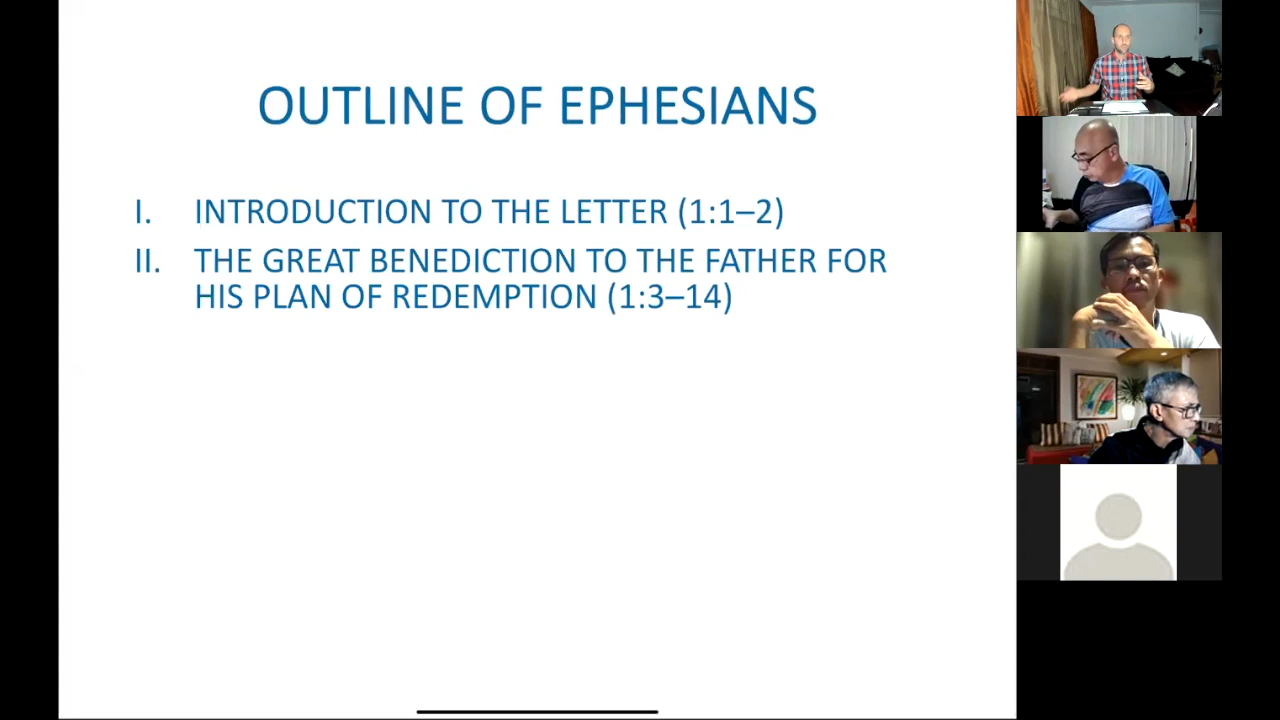 OUTLINE OF EPHESIANS
I. INTRODUCTION TO THE LETTER (1:1–2)
II. THE GREAT BENEDICTION TO THE FATHER FOR
HIS PLAN OF REDEMPTION (1:3–14)